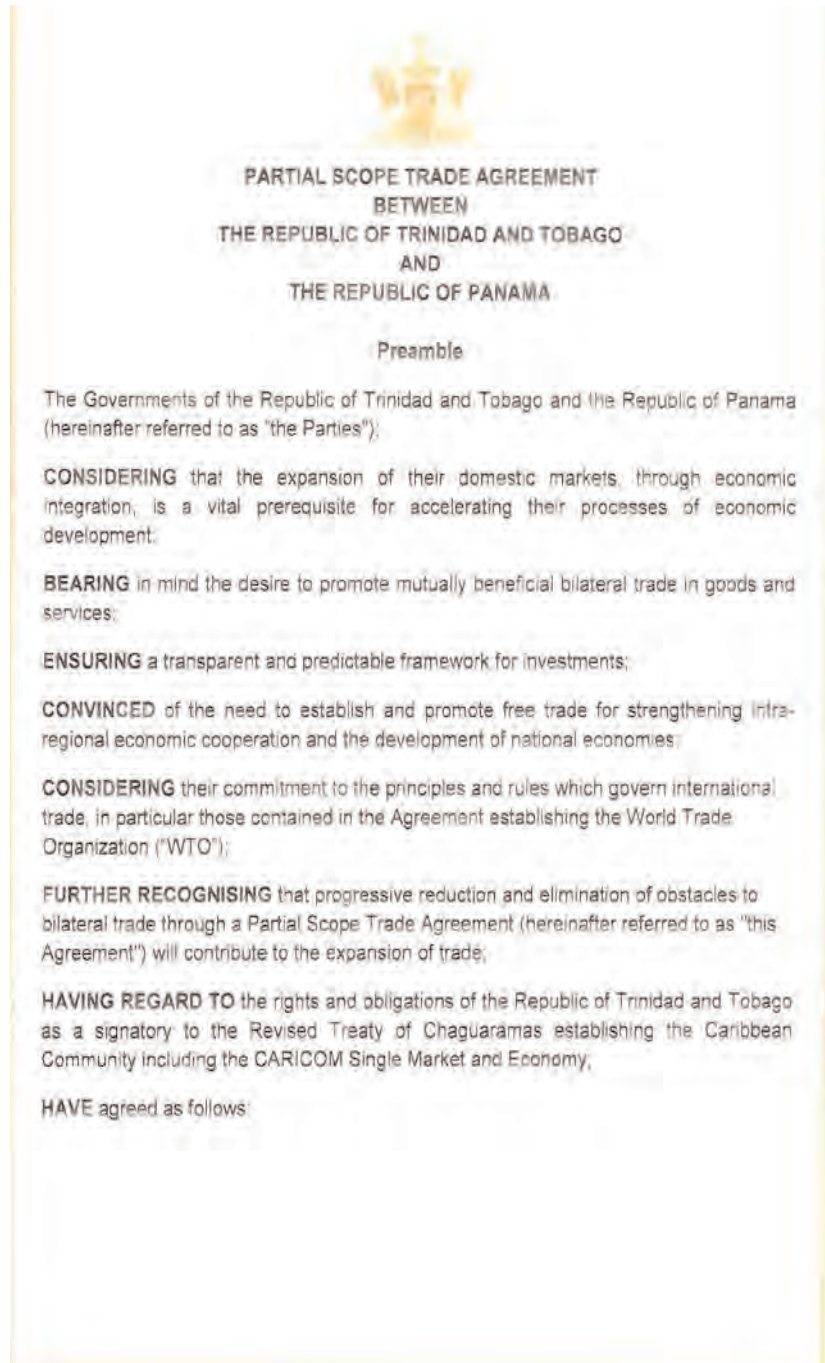 PARTIAL SCOPE TRADE AGREEMENT
BETWEEN
THE REPUBLIC OF TRINIDAD AND TOBAGO
AND
THE REPUBLIC OF PANAMA
Preamble
The Governments of the Republic of Trinidad and Tobago and the Republic of Panama
(hereinafter referred to as "the Parties");
CONSIDERING that the expansion of their domestic markets, through economic
integration, is a vital prerequisite for accelerating their processes of economic
development;
BEARING in mind the desire to promote mutually beneficial bilateral trade in goods and
services;
ENSURING a transparent and predictable framework for investments;
CONVINCED of the need to establish and promote free trade for strengthening intra-
regional economic cooperation and the development of national economies;
CONSIDERING their commitment to the principles and rules which govern international
trade, in particular those contained in the Agreement establishing the World Trade
Organization ("WTO");
FURTHER RECOGNISING that progressive reduction and elimination of obstacles to
bilateral trade through a Partial Scope Trade Agreement (hereinafter referred to as "this
Agreement") will contribute to the expansion of trade;
HAVING REGARD TO the rights and obligations of the Republic of Trinidad and Tobago
as a signatory to the Revised Treaty of Chaguaramas establishing the Caribbean
Community including the CARICOM Single Market and Economy;
HAVE agreed as follows: